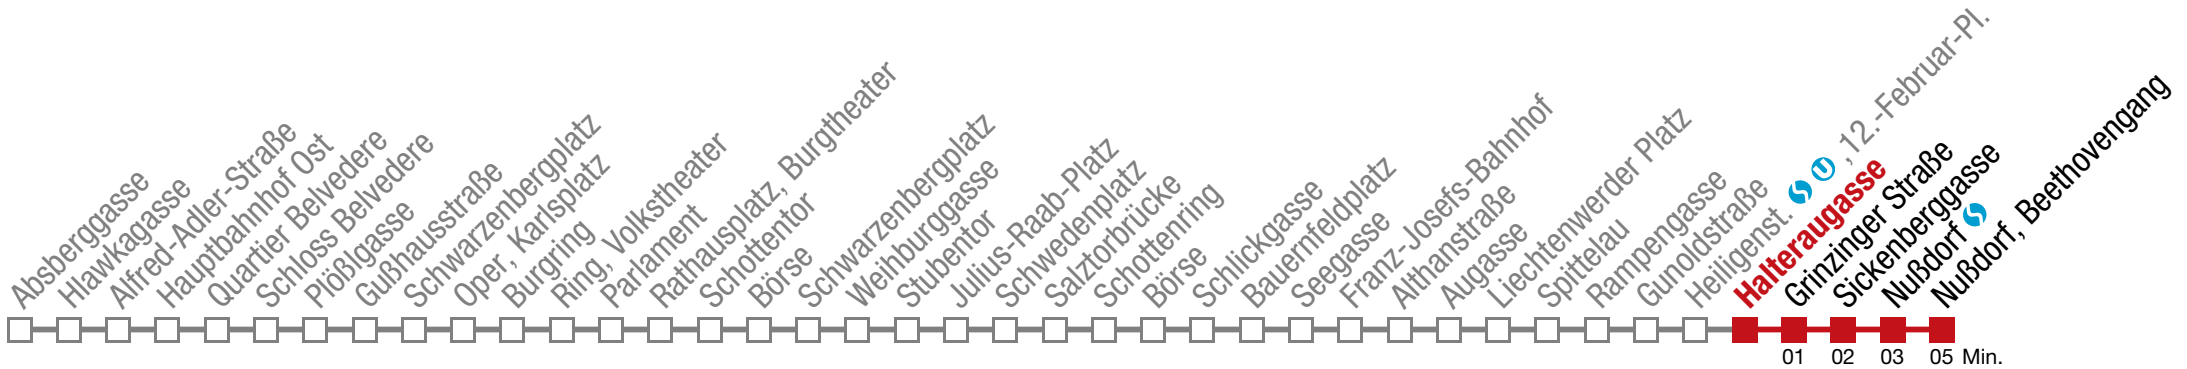 Absberggasse
Hlawkagasse
Alfred-Adler-Straße
Hauptbahnhof Ost
Quartier Belvedere
Schloss Belvedere
Plößlgasse
Gußhausstraße
Schwarzenbergplatz
Oper, Karlsplatz
Burgring
Ring, Volkstheater
Parlament
Rathausplatz, Burgtheater
Schottentor
Börse
Schwarzenbergplatz
Weihburggasse
Stubentor
Julius-Raab-Platz
Schwedenplatz
Salztorbrücke
Schottenring
Börse
Schlickgasse
Bauernfeldplatz
Seegasse
Franz-Josefs-Bahnhof
Althanstraße
Augasse
Liechtenwerder Platz
Spittelau
Rampengasse
Gunoldstraße
Heiligenst. S U , 12.-Februar-Pl.
Halteraugasse
Grinzinger Straße
Sickenberggasse
Nußdorf S
Nußdorf, Beethovengang
01 02 03 05 Min.